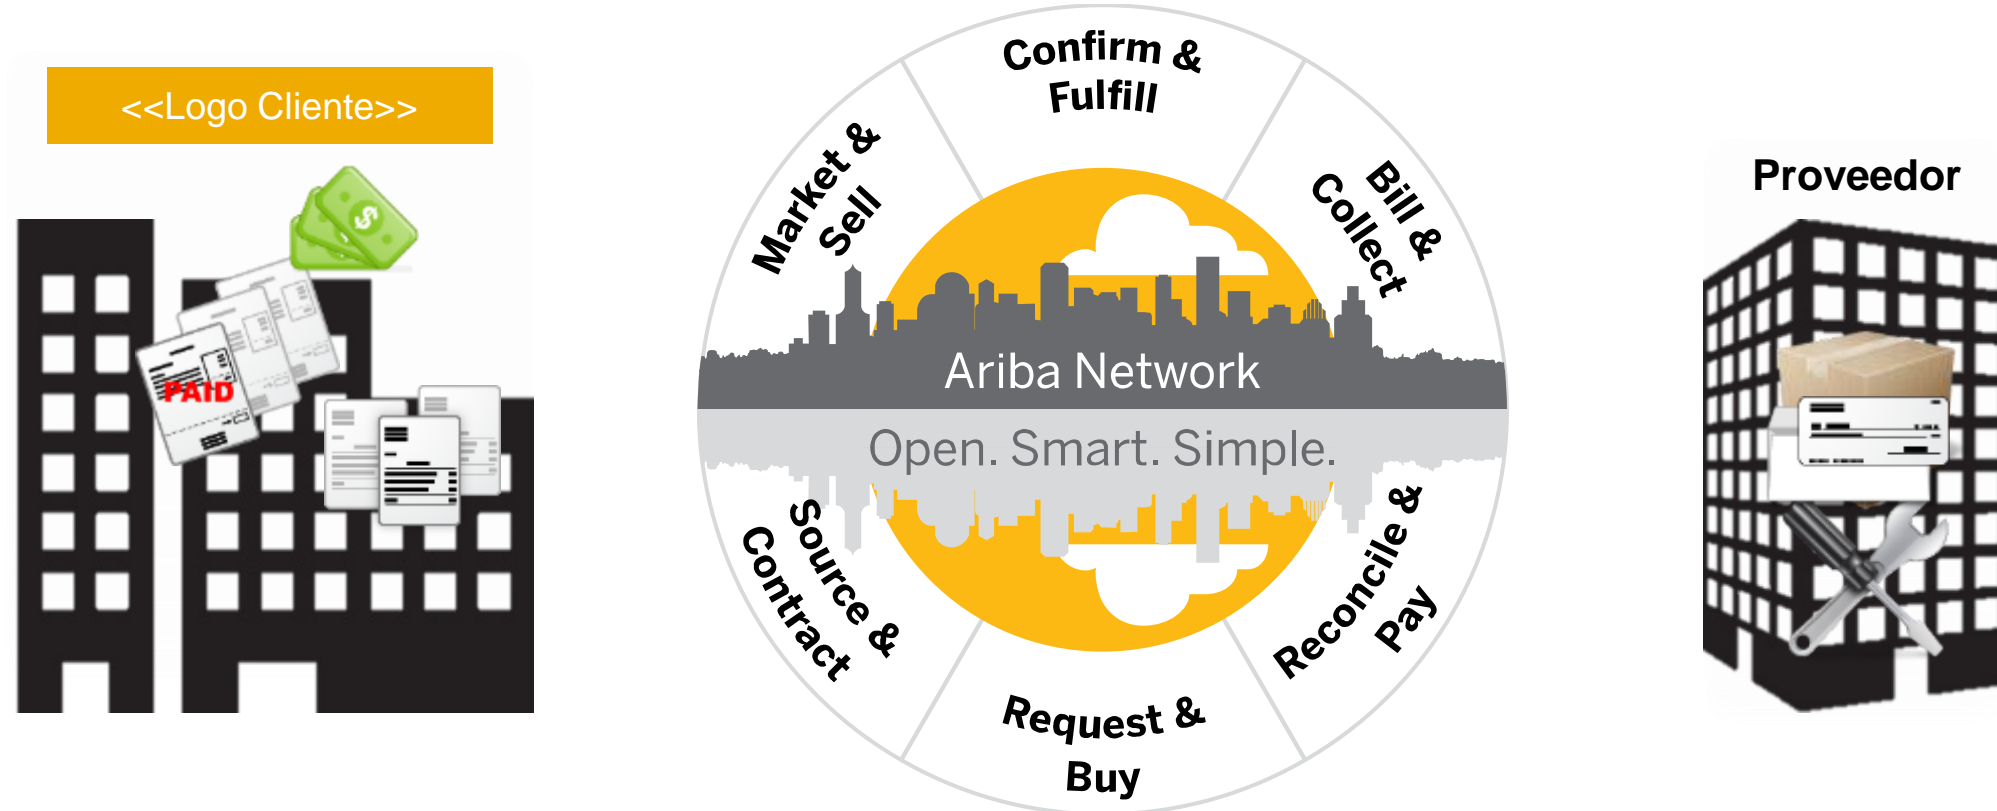 <<Logo Cliente>>
PAID
Confirm &
Fulfill
Market &
Sell
Bill &
Collect
Ariba Network
Open. Smart. Simple.
Source &
Contract
Reconcile &
Pay
Request &
Buy
Proveedor